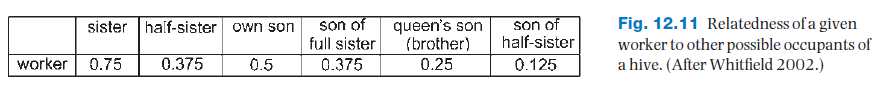 sister half-sister own son son of full sister queen's son (brother) son of half-sister
worker 0.75 0.375 0.5 0.375 0.25 0.125
Fig. 12.11 Relatedness of a given
worker to other possible occupants of
a hive. (After Whitfield 2002.)